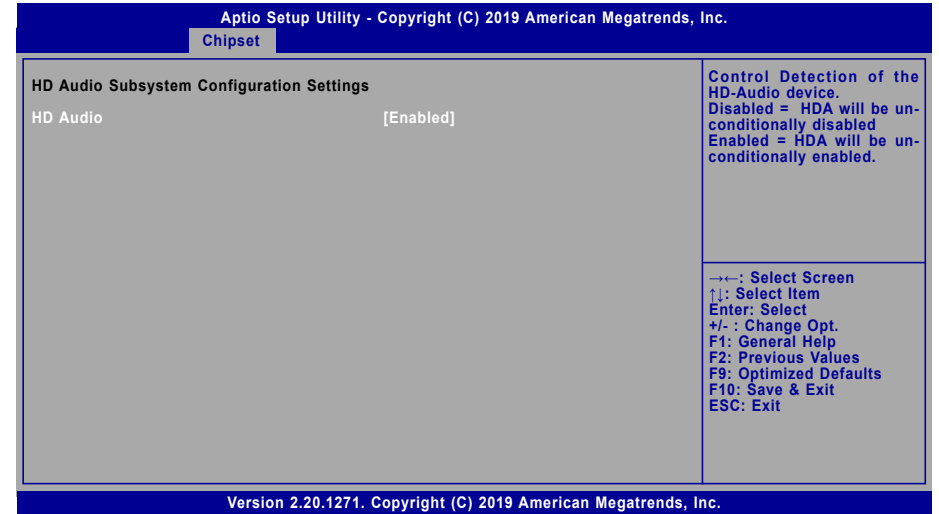 Aptio Setup Utility - Copyright (C) 2019 American Megatrends, Inc.
Chipset
HD Audio Subsystem Configuration Settings
HD Audio [Enabled]
Control Detection of the
HD-Audio device.
Disabled = HDA will be un-
conditionally disabled
Enabled = HDA will be un-
conditionally enabled.
→←: Select Screen
↑↓: Select Item
Enter: Select
+/- : Change Opt.
F1: General Help
F2: Previous Values
F9: Optimized Defaults
F10: Save & Exit
ESC: Exit
Version 2.20.1271. Copyright (C) 2019 American Megatrends, Inc.